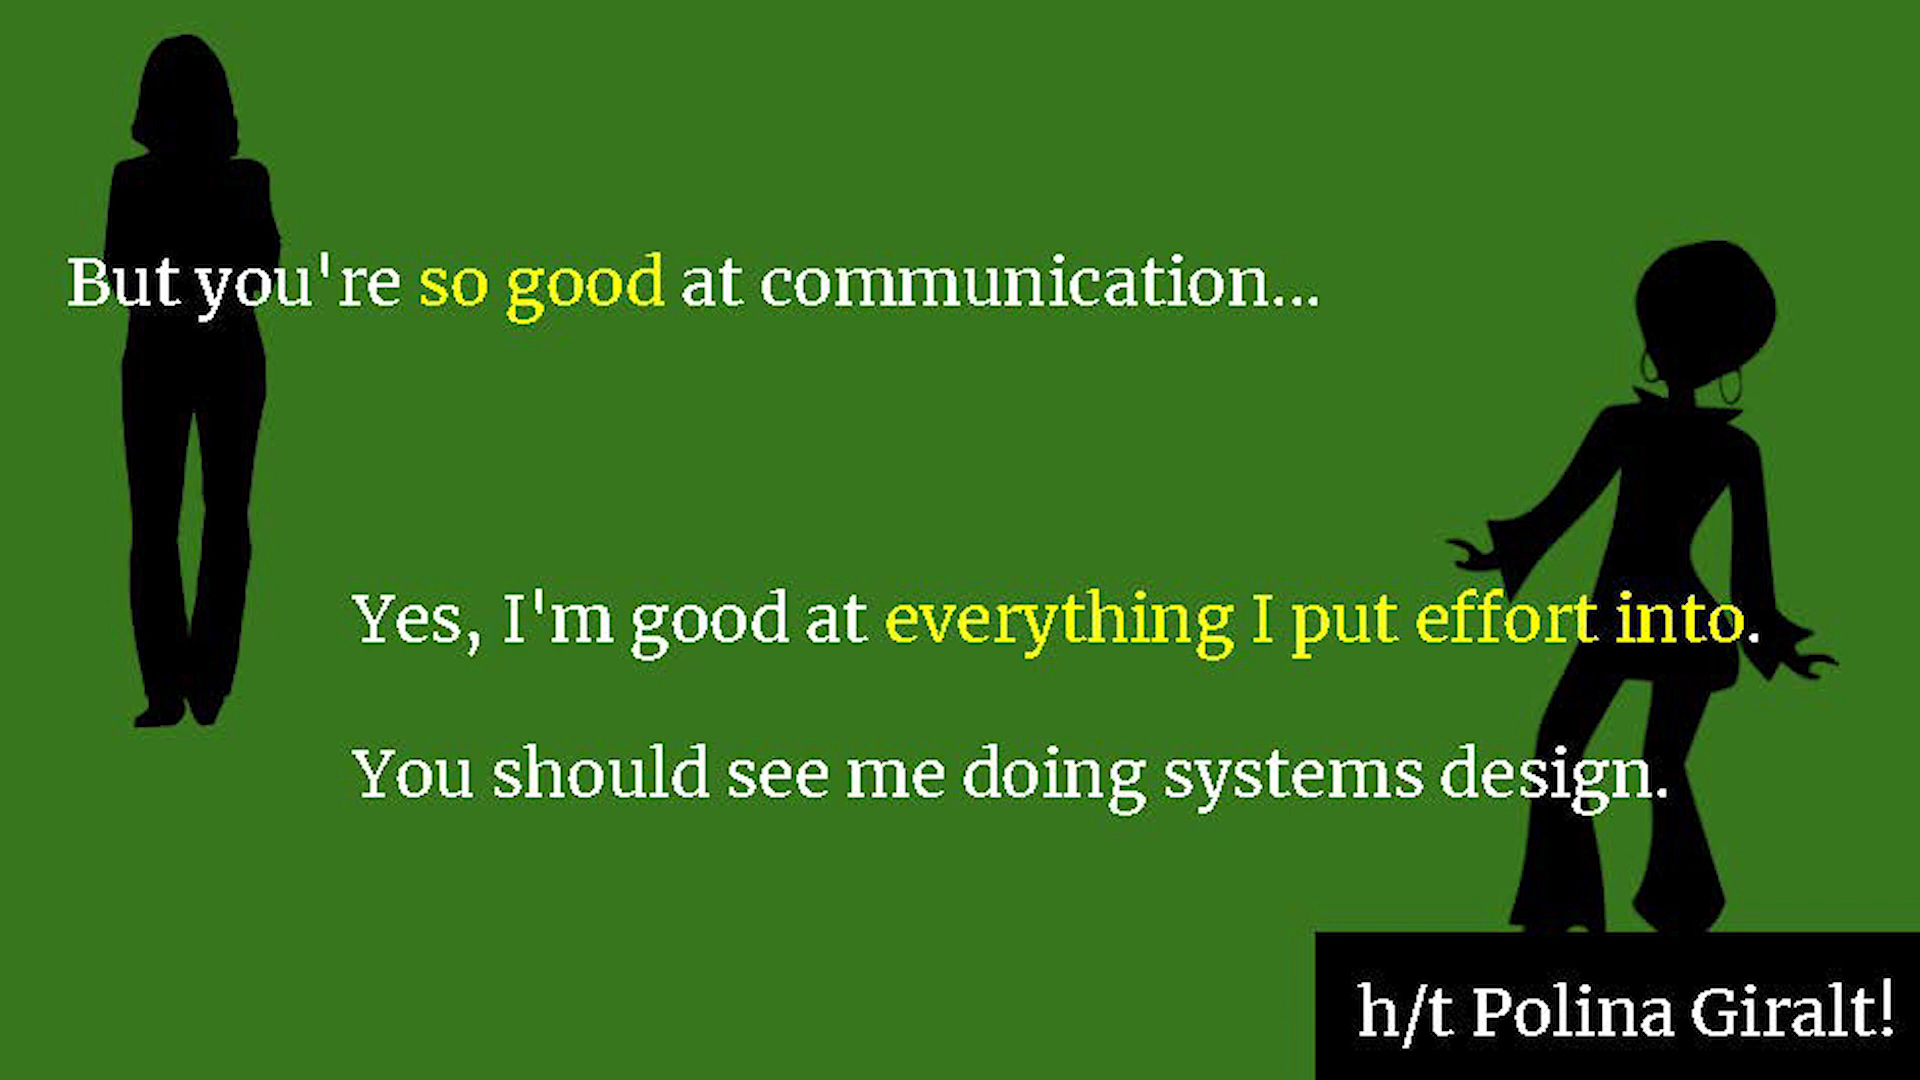 But you're so good at communication...
Yes, I'm good at everything I put effort into.
You should see me doing systems design.
h/t Polina Giralt!